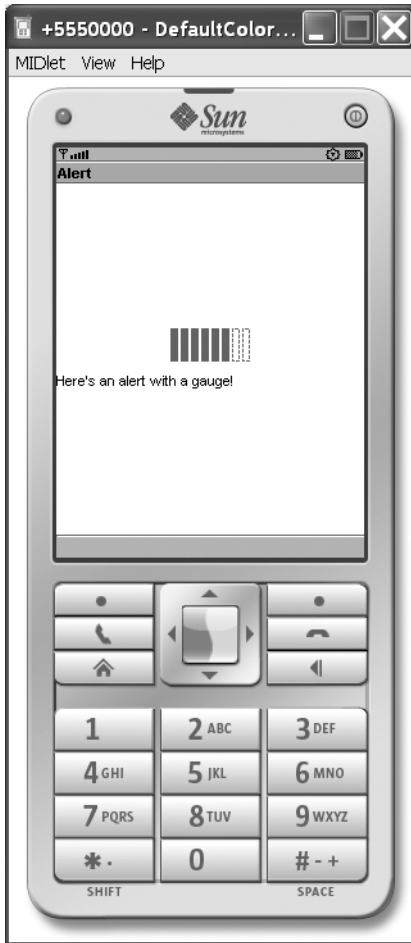 +5550000 - DefaultColor...
MIDlet View Help
Sun
microsystems
Alert
Here's an alert with a gauge!
1 2 ABC 3 DEF
4 GHI 5 JKL 6 MNO
7 PQRS 8 TUV 9 WXYZ
* . 0 # - +
SHIFT SPACE